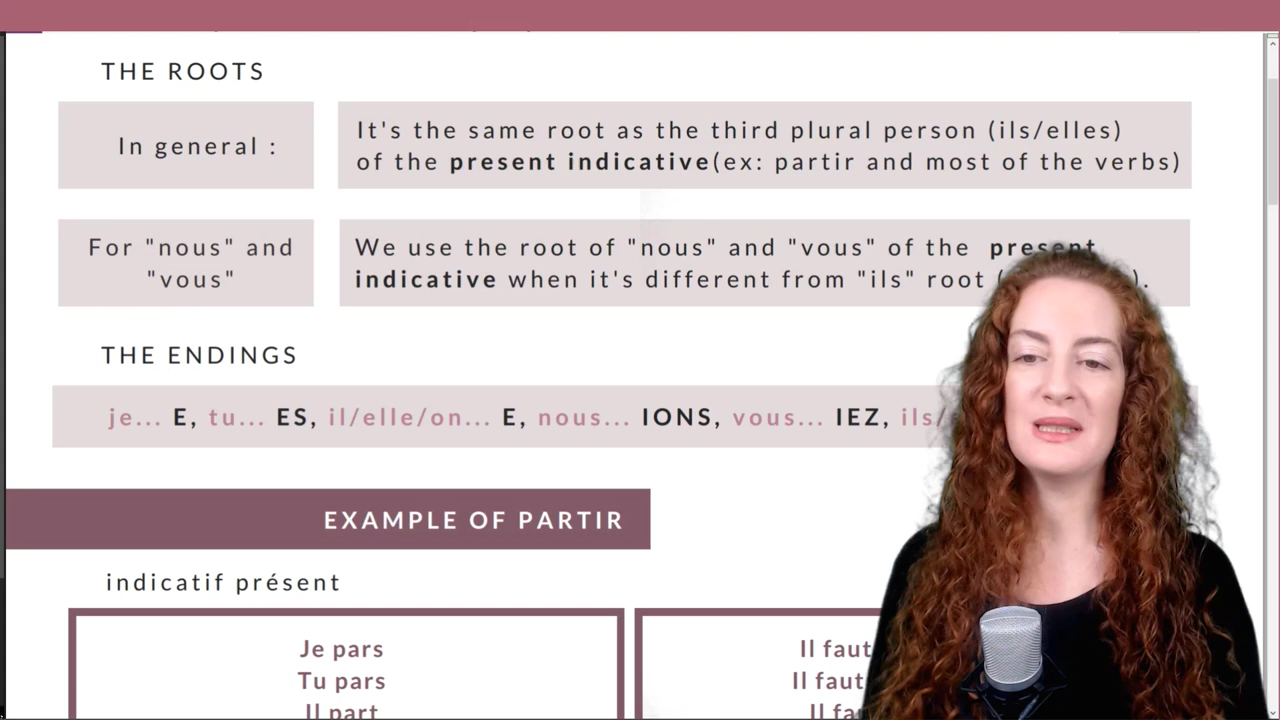 THE ROOTS
In general :
It's the same root as the third plural person (ils/elles)
of the present indicative(ex: partir and most of the verbs)
For "nous" and
"vous"
We use the root of "nous" and "vous" of the present
indicative when it's different from "ils" root ( ).
THE ENDINGS
je... E, tu... ES, il/elle/on... E, nous... IONS, vous... IEZ, ils/
EXAMPLE OF PARTIR
indicatif présent
Je pars
Tu pars
Il part
Il faut
Il faut